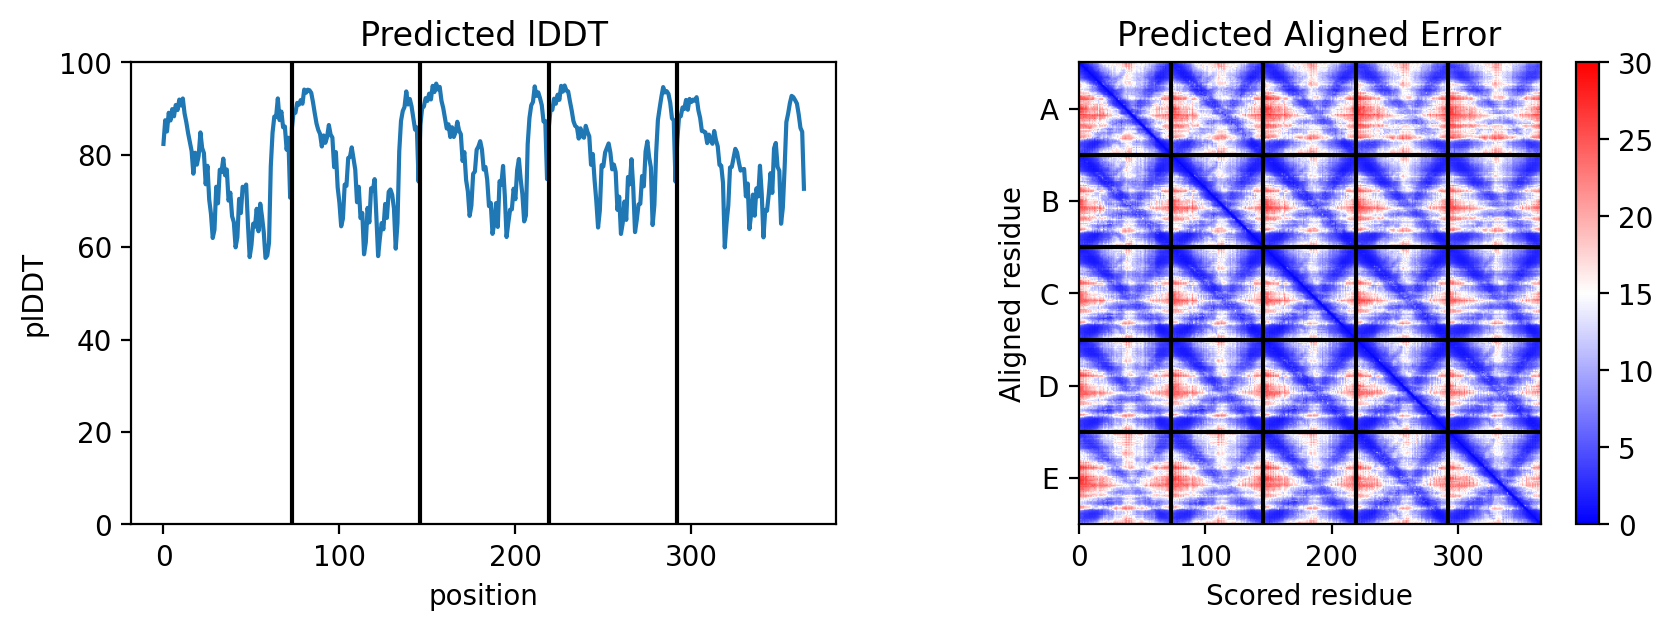 Predicted lDDT
100
80
60
40
20
0
plDDT
0 100 200 300
position
Predicted Aligned Error
A
B
C
D
E
Aligned residue
0 100 200 300
Scored residue
30
25
20
15
10
5
0